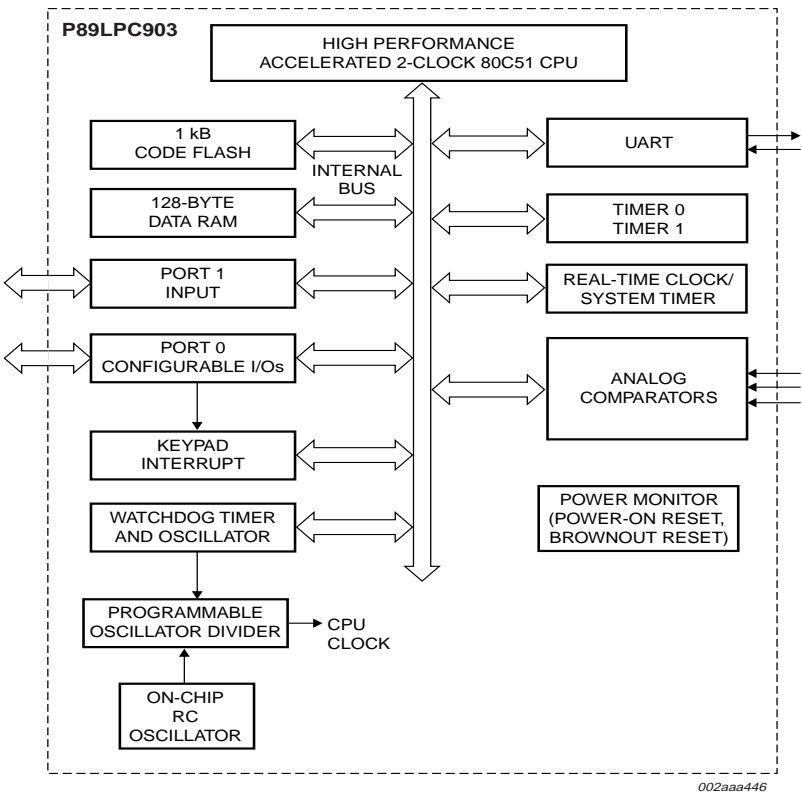 P89LPC903
HIGH PERFORMANCE
ACCELERATED 2-CLOCK 80C51 CPU
1 kB
CODE FLASH
INTERNAL
BUS
128-BYTE
DATA RAM
PORT 1
INPUT
PORT 0
CONFIGURABLE I/Os
KEYPAD
INTERRUPT
WATCHDOG TIMER
AND OSCILLATOR
PROGRAMMABLE
OSCILLATOR DIVIDER
CPU
CLOCK
ON-CHIP
RC
OSCILLATOR
UART
TIMER 0
TIMER 1
REAL-TIME CLOCK/
SYSTEM TIMER
ANALOG
COMPARATORS
POWER MONITOR
(POWER-ON RESET,
BROWNOUT RESET)
002aaa446